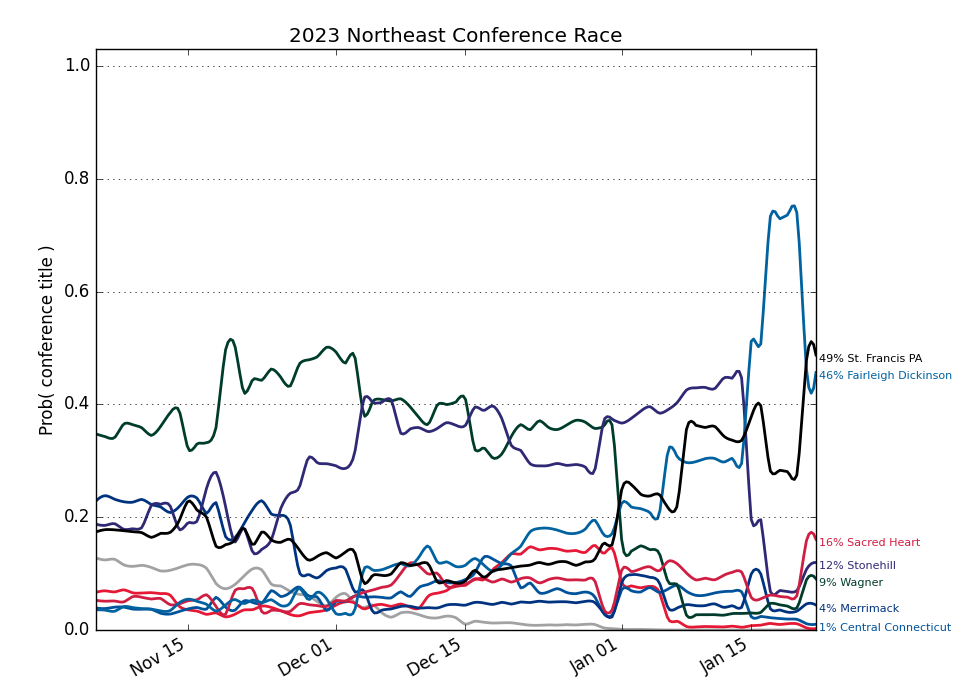 2023 Northeast Conference Race
Prob( conference title )
1.0
0.8
0.6
0.4
0.2
0.0
Nov 15
Dec 01
Dec 15
Jan 01
Jan 15
49% St. Francis PA
46% Fairleigh Dickinson
16% Sacred Heart
12% Stonehill
9% Wagner
4% Merrimack
1% Central Connecticut